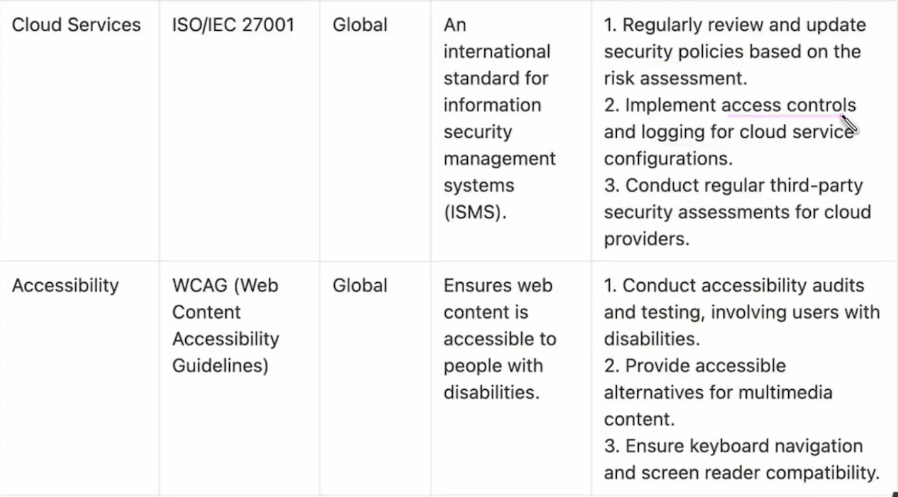 Cloud Services
ISO/IEC 27001
Global
An
international
standard for
information
security
management
systems
(ISMS).
1. Regularly review and update
security policies based on the
risk assessment.
2. Implement access controls
and logging for cloud service
configurations.
3. Conduct regular third-party
security assessments for cloud
providers.
Accessibility
WCAG (Web
Content
Accessibility
Guidelines)
Global
Ensures web
content is
accessible to
people with
disabilities.
1. Conduct accessibility audits
and testing, involving users with
disabilities.
2. Provide accessible
alternatives for multimedia
content.
3. Ensure keyboard navigation
and screen reader compatibility.